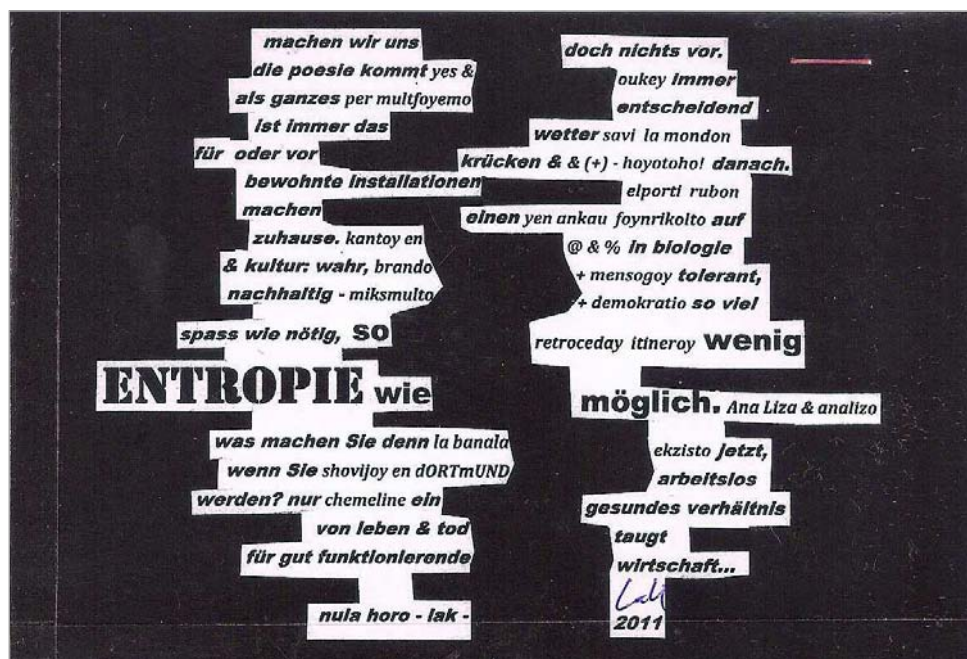 machen wir uns doch nichts vor.
die poesie kommt yes & oukey immer
als ganzes per multfoyemo entscheidend
ist immer das wetter savi la mondon
für oder vor krücken & & (+) - hoyotoho! danach.
bewohnte installationen elporti rubon
machen einen yen ankau foynrikolto auf
zuhause. kantoy en @ & % in biologie
& kultur: wahr, brando + mensogoy tolerant,
nachhaltig - miksmulto + demokratio so viel
spass wie nötig, so retroceday itineroy wenig
ENTROPIE wie möglich. Ana Liza & analizo
was machen Sie denn la banala ekzisto jetzt,
wenn Sie shovijoy en dORTmUND arbeitslos
werden? nur chemeline ein gesundes verhältnis
von leben & tod taugt
für gut funktionierende wirtschaft...
nula horo - lak - 2011